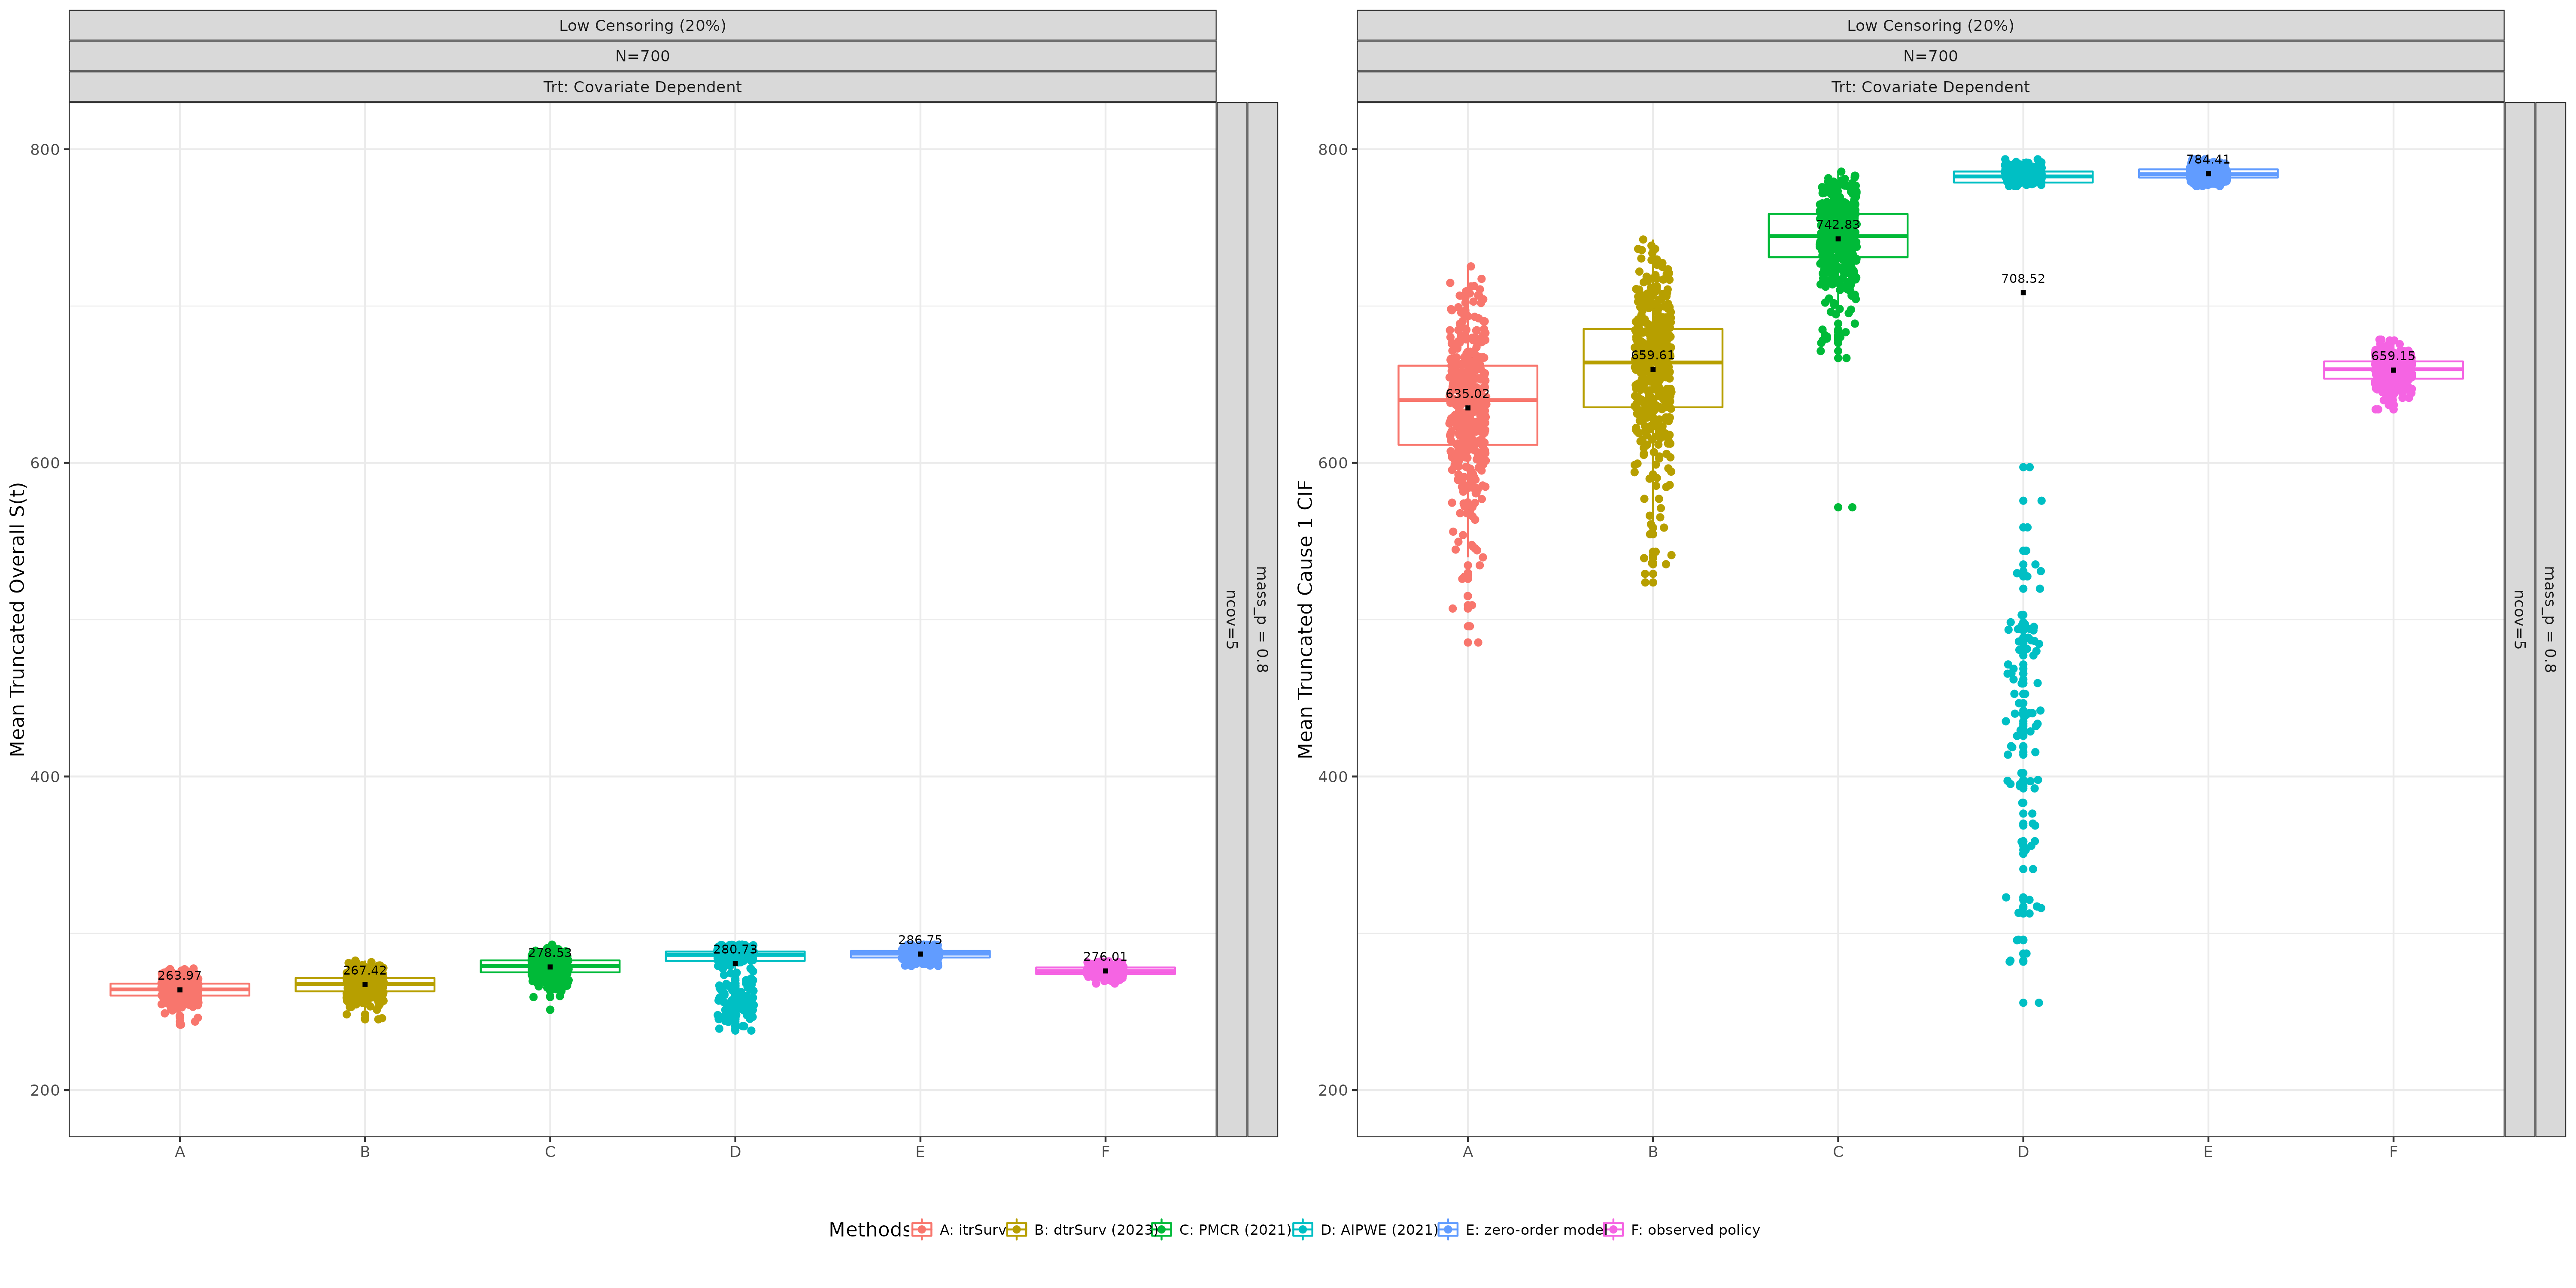 Low Censoring (20%)
N=700
Trt: Covariate Dependent
Mean Truncated Overall S(t)
800
600
400
200
263.97
267.42
278.53
280.73
286.75
276.01
A B C D E F
ncov=5
mass_p = 0.8
Low Censoring (20%)
N=700
Trt: Covariate Dependent
Mean Truncated Cause 1 CIF
800
600
400
200
635.02
659.61
742.83
708.52
784.41
659.15
A B C D E F
ncov=5
mass_p = 0.8
Methods A: itrSurv B: dtrSurv (2023) C: PMCR (2021) D: AIPWE (2021) E: zero-order model F: observed policy